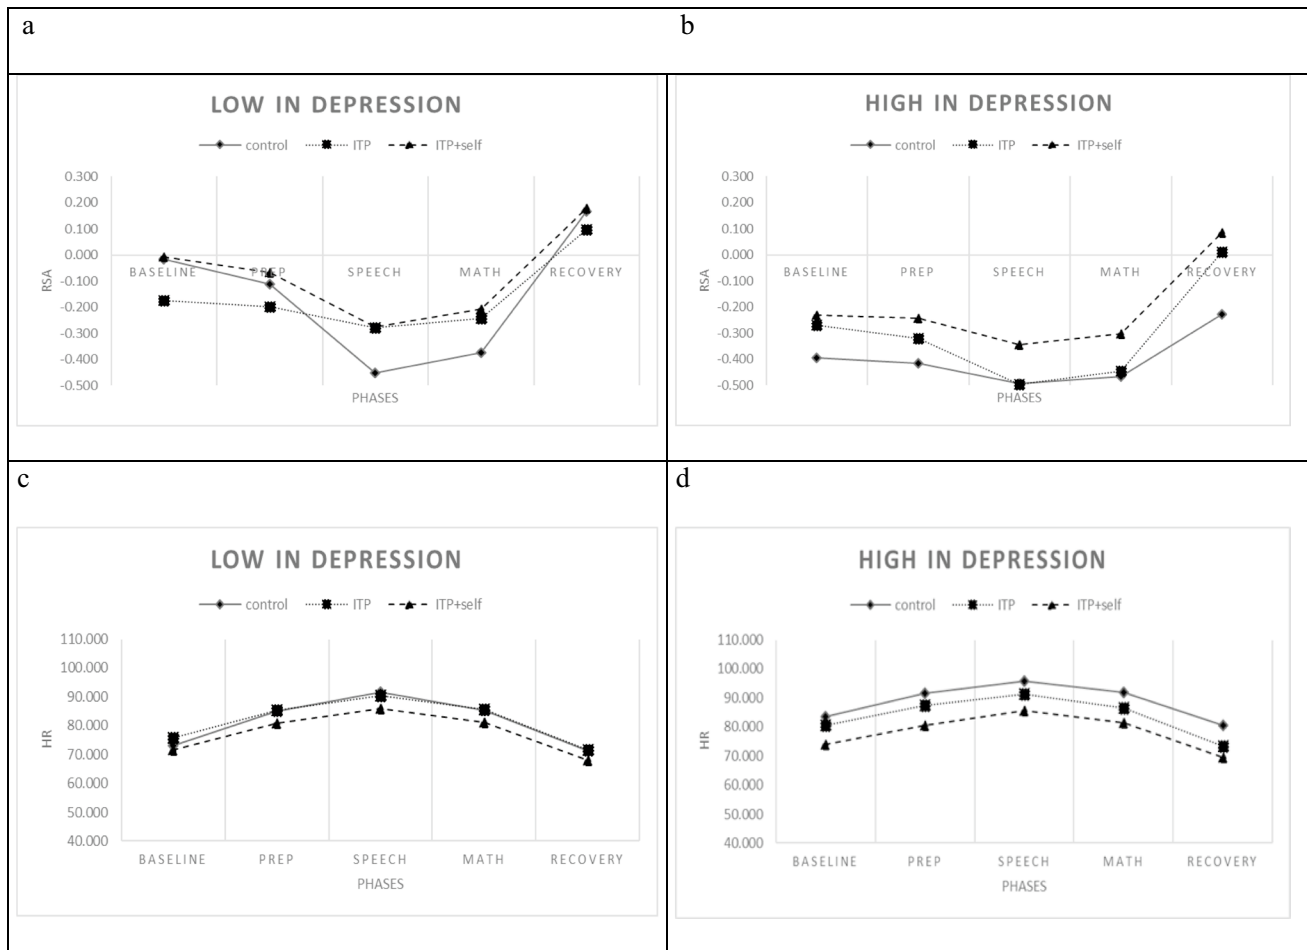 a
b
LOW IN DEPRESSION
control ITP ITP+self
0.300
0.200
0.100
0.000
-0.100
-0.200
-0.300
-0.400
-0.500
RSA
BASELINE PREP SPEECH MATH RECOVERY
PHASES
HIGH IN DEPRESSION
control ITP ITP+self
0.300
0.200
0.100
0.000
-0.100
-0.200
-0.300
-0.400
-0.500
RSA
BASELINE PREP SPEECH MATH RECOVERY
PHASES
c
LOW IN DEPRESSION
control ITP ITP+self
110.000
100.000
90.000
80.000
70.000
60.000
50.000
40.000
HR
BASELINE PREP SPEECH MATH RECOVERY
PHASES
d
HIGH IN DEPRESSION
control ITP ITP+self
110.000
100.000
90.000
80.000
70.000
60.000
50.000
40.000
HR
BASELINE PREP SPEECH MATH RECOVERY
PHASES